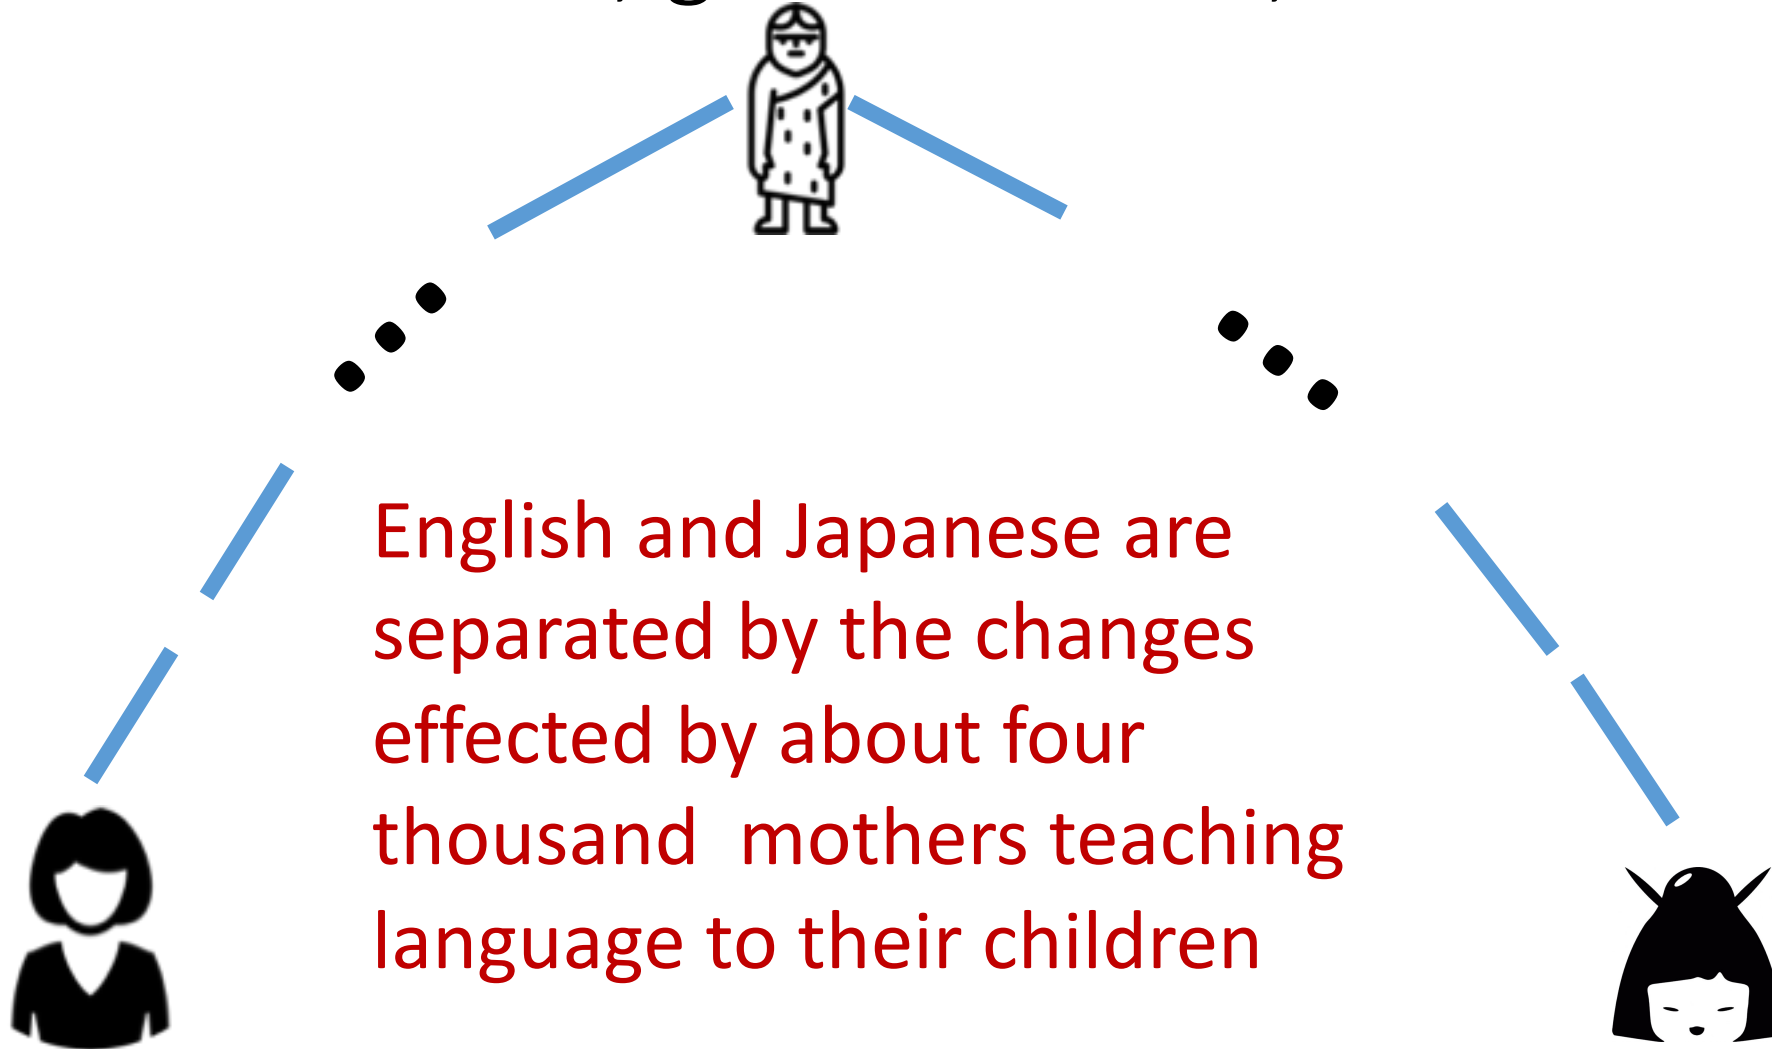 English and Japanese are
separated by the changes
effected by about four
thousand  mothers teaching
language to their children